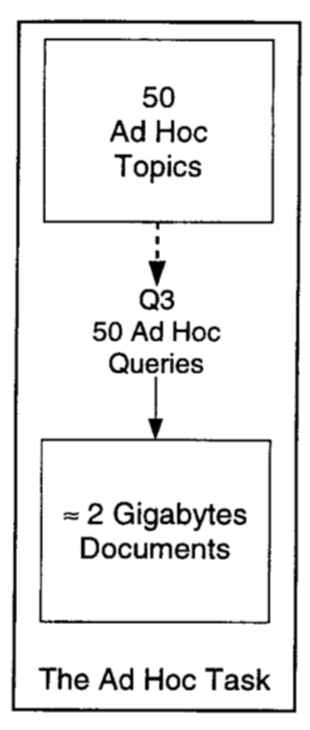 50
Ad Hoc
Topics
Q3
50 Ad Hoc
Queries
≈ 2 Gigabytes
Documents
The Ad Hoc Task